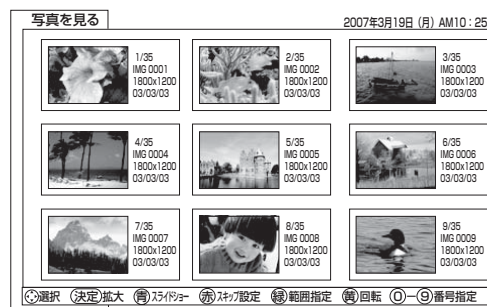 写真を見る
2007年3月19日（月）AM10：25
1/35
IMG 0001
1800x1200
03/03/03
2/35
IMG 0002
1800x1200
03/03/03
3/35
IMG 0003
1800x1200
03/03/03
4/35
IMG 0004
1800x1200
03/03/03
5/35
IMG 0005
1800x1200
03/03/03
6/35
IMG 0006
1800x1200
03/03/03
7/35
IMG 0007
1800x1200
03/03/03
8/35
IMG 0008
1800x1200
03/03/03
9/35
IMG 0009
1800x1200
03/03/03
選択 決定 拡大 青 スライドショー 赤 スキップ設定 緑 範囲指定 黄 回転 0ー9 番号指定